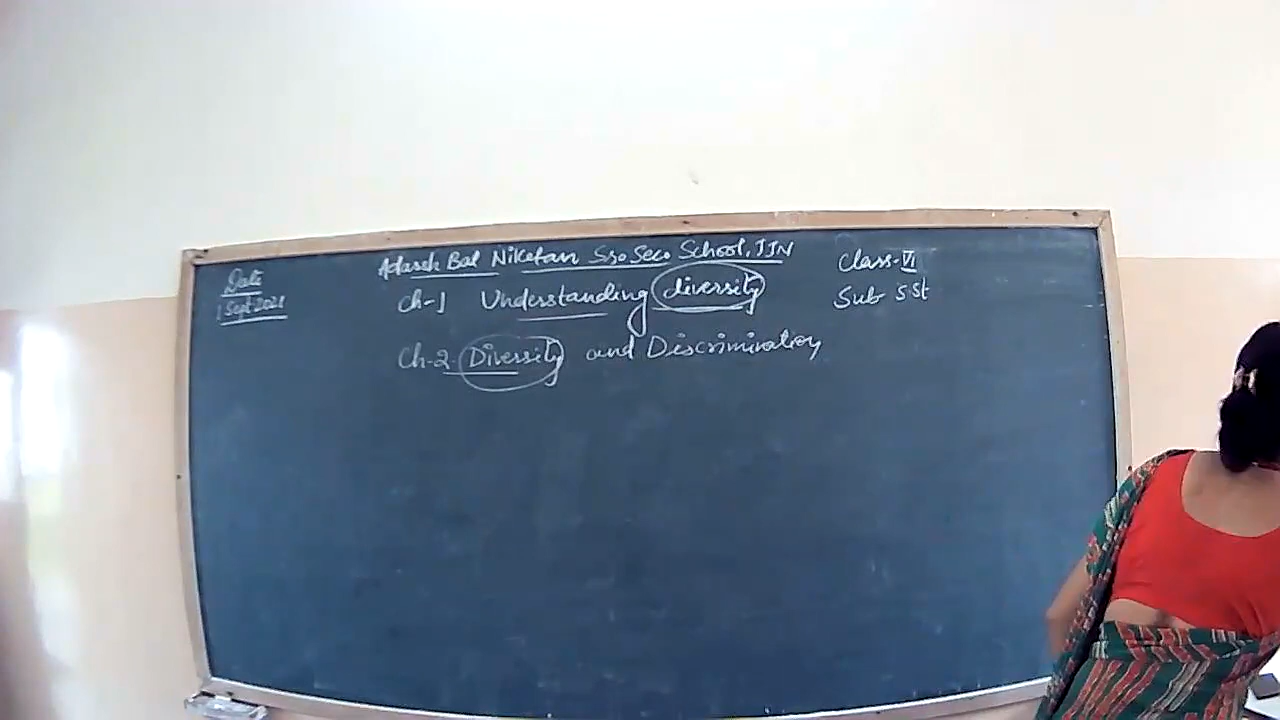 Date
1 Sept 2021
Adarsh Bal Niketan Sr. Sec. School, JJN
Class-VI
Ch-1 Understanding diversity
Sub SSt
Ch-2 Diversity and Discrimination